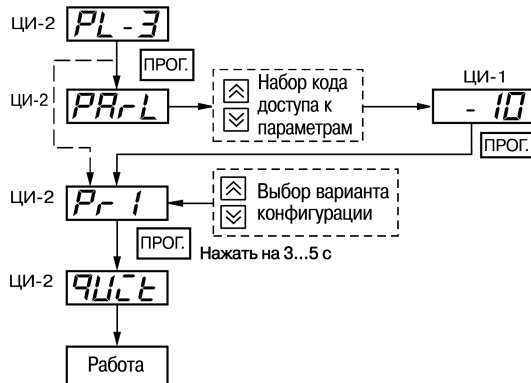 ЦИ-2 PL-3
ПРОГ.
ЦИ-2 PArL
Набор кода
доступа к
параметрам
ЦИ-1
- 10
ПРОГ.
ЦИ-2 Pr 1
Выбор варианта
конфигурации
ПРОГ. Нажать на 3...5 с
ЦИ-2 quit
Работа